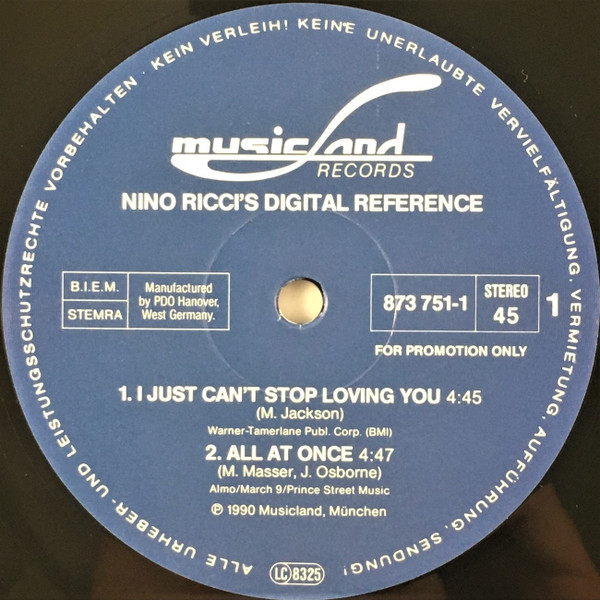 ALLE URHEBER- UND LEISTUNGSSCHUTZRECHTE VORBEHALTEN · KEIN VERLEIH! KEINE UNERLAUBTE VERVIELFÄLTIGUNG, VERMIETUNG, AUFFÜHRUNG, SENDUNG!
musicland
RECORDS
NINO RICCI'S DIGITAL REFERENCE
B.I.E.M.
STEMRA
Manufactured
by PDO Hanover,
West Germany.
873 751-1
STEREO
45
1
FOR PROMOTION ONLY
1. I JUST CAN'T STOP LOVING YOU 4:45
(M. Jackson)
Warner-Tamerlane Publ. Corp. (BMI)
2. ALL AT ONCE 4:47
(M. Masser, J. Osborne)
Almo/March 9/Prince Street Music
℗ 1990 Musicland, München
LC 8325